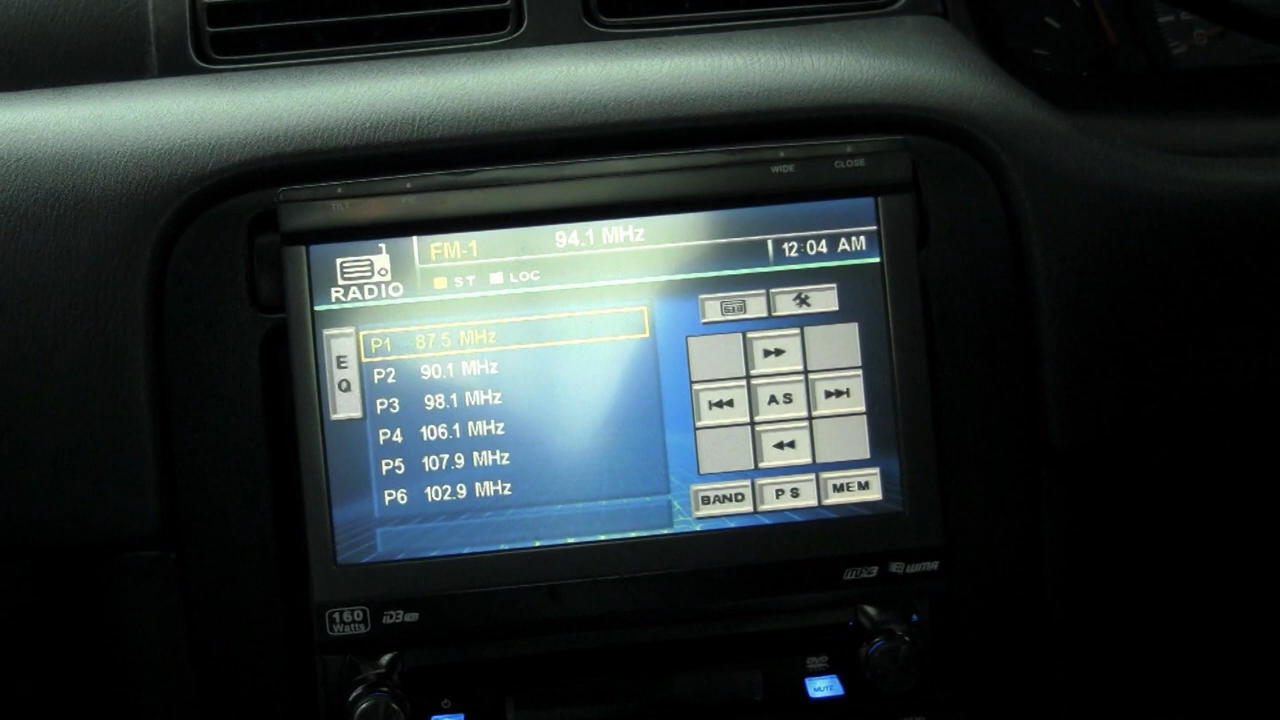 WIDE CLOSE
FM-1 94.1 MHz
12:04 AM
ST LOC
RADIO
EQ
P1 87.5 MHz
P2 90.1 MHz
P3 98.1 MHz
P4 106.1 MHz
P5 107.9 MHz
P6 102.9 MHz
AS
BAND PS MEM
MP3 WMA
160 Watts
iD3
DVD
MUTE